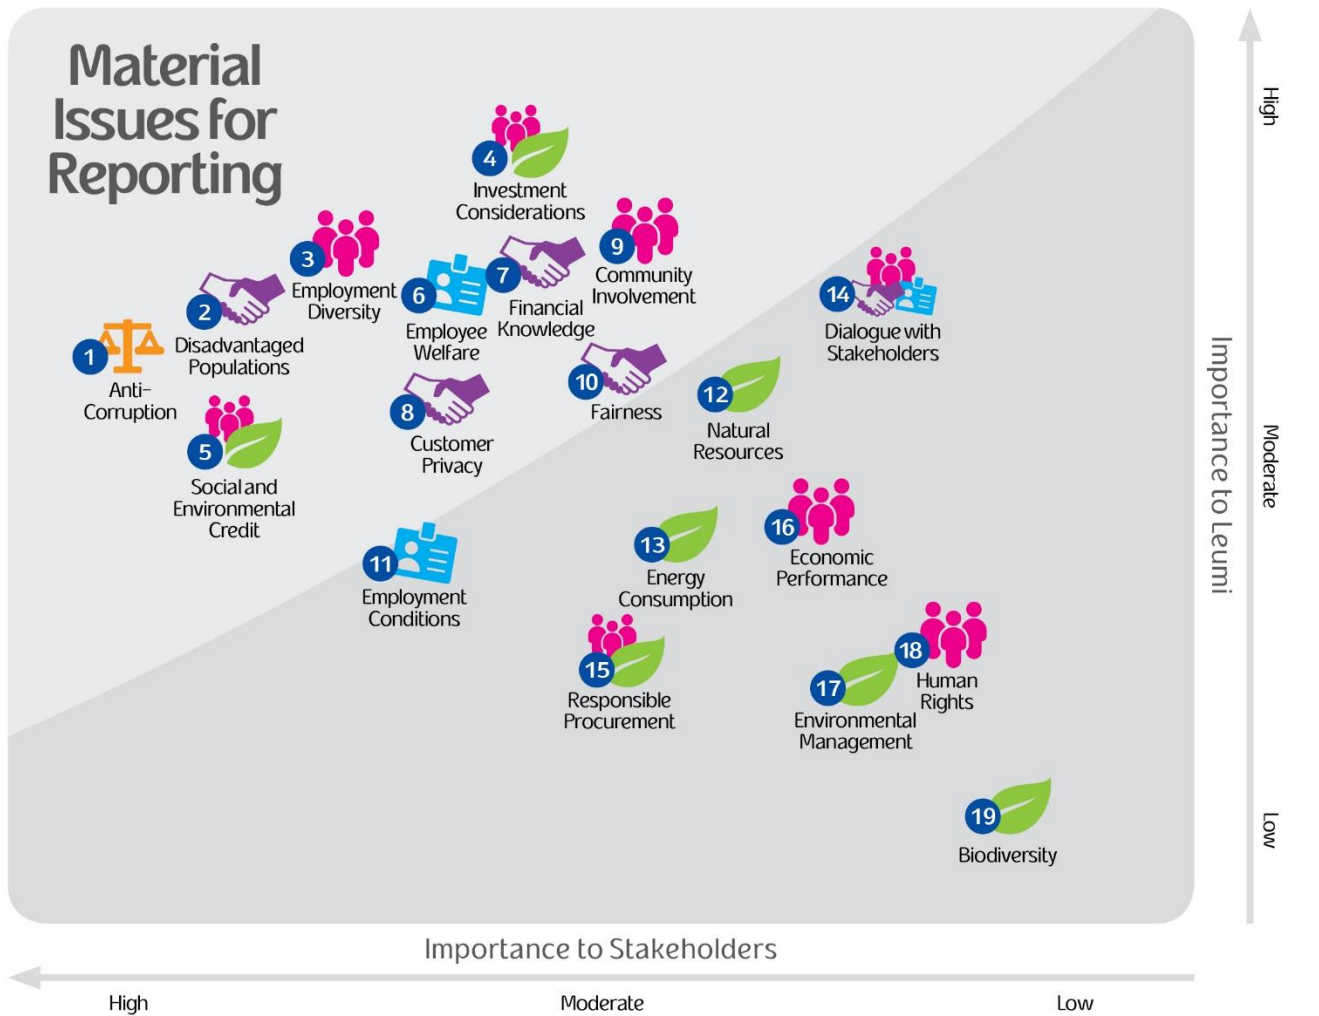 Material
Issues for
Reporting
4
Investment
Considerations
3
Employment
Diversity
9
Community
Involvement
7
Financial
Knowledge
6
Employee
Welfare
2
Disadvantaged
Populations
1
Anti-
Corruption
14
Dialogue with
Stakeholders
10
Fairness
8
Customer
Privacy
12
Natural
Resources
5
Social and
Environmental
Credit
16
Economic
Performance
13
Energy
Consumption
11
Employment
Conditions
15
Responsible
Procurement
18
Human
Rights
17
Environmental
Management
19
Biodiversity
High
Moderate
Low
Importance to Leumi
Importance to Stakeholders
High
Moderate
Low